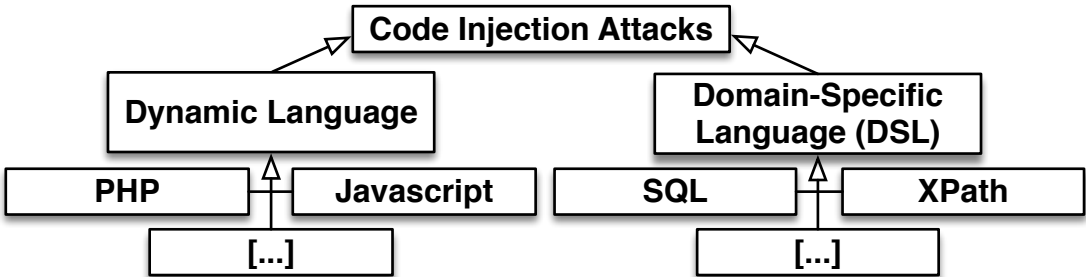 Code Injection Attacks
Dynamic Language
Domain-Specific
Language (DSL)
PHP
Javascript
SQL
XPath
[...]
[...]